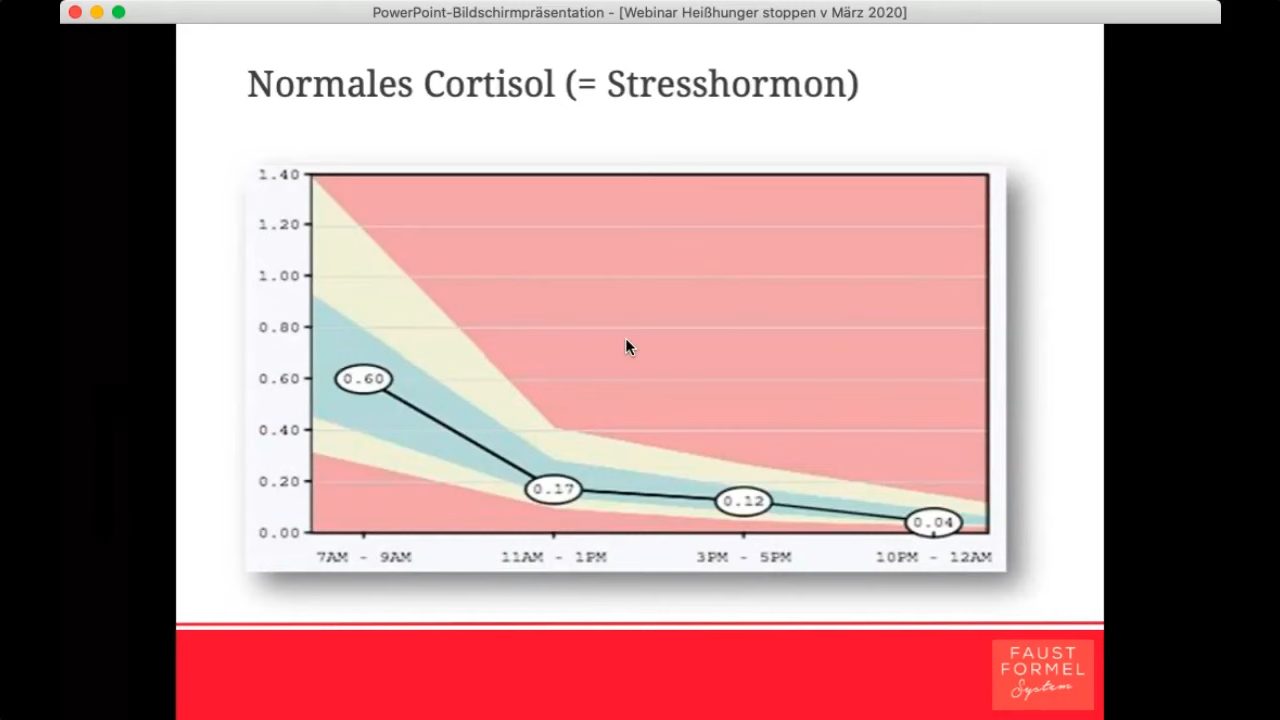 PowerPoint-Bildschirmpräsentation - [Webinar Heißhunger stoppen v März 2020]
Normales Cortisol (= Stresshormon)
1.40
1.20
1.00
0.80
0.60
0.40
0.20
0.00
0.60
0.17
0.12
0.04
7AM - 9AM
11AM - 1PM
3PM - 5PM
10PM - 12AM
FAUST
FORMEL
System